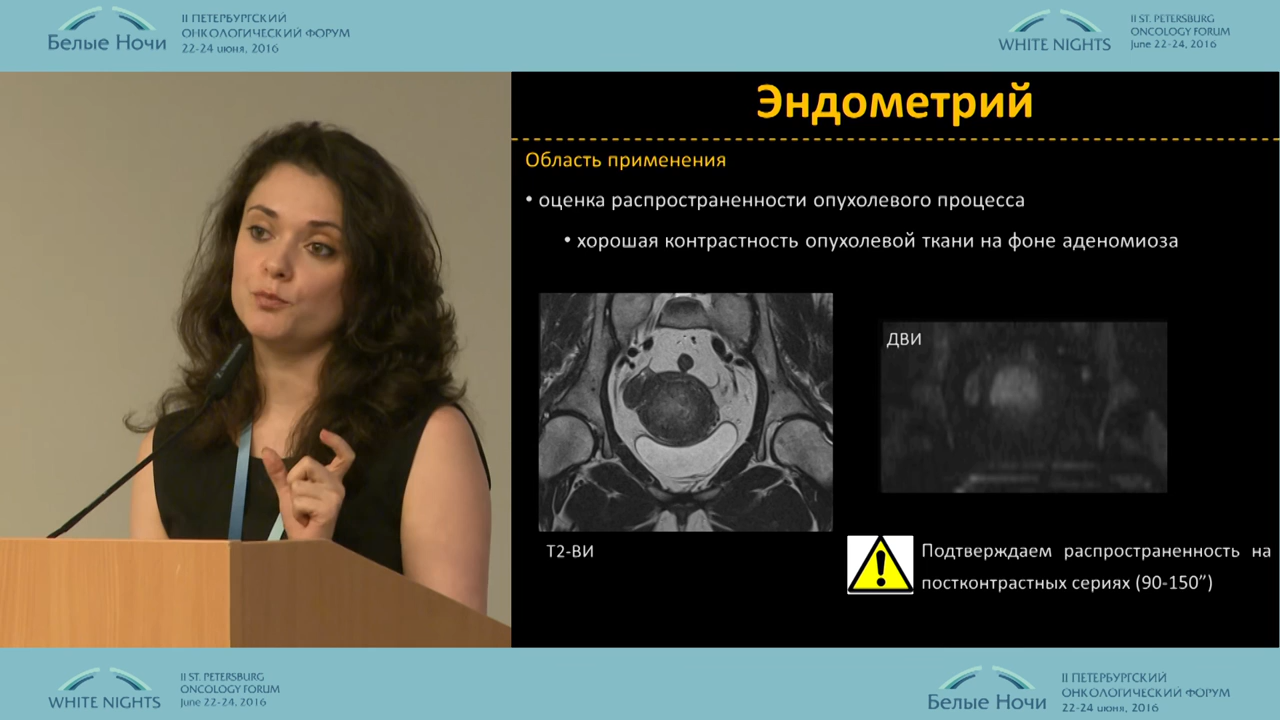 Белые Ночи
II ПЕТЕРБУРГСКИЙ
ОНКОЛОГИЧЕСКИЙ ФОРУМ
22-24 июня, 2016
WHITE NIGHTS
II ST. PETERSBURG
ONCOLOGY FORUM
June 22-24, 2016
Эндометрий
Область применения
• оценка распространенности опухолевого процесса
• хорошая контрастность опухолевой ткани на фоне аденомиоза
ДВИ
Т2-ВИ
Подтверждаем распространенность на
постконтрастных сериях (90-150”)
WHITE NIGHTS
II ST. PETERSBURG
ONCOLOGY FORUM
June 22-24, 2016
Белые Ночи
II ПЕТЕРБУРГСКИЙ
ОНКОЛОГИЧЕСКИЙ ФОРУМ
22-24 июня, 2016